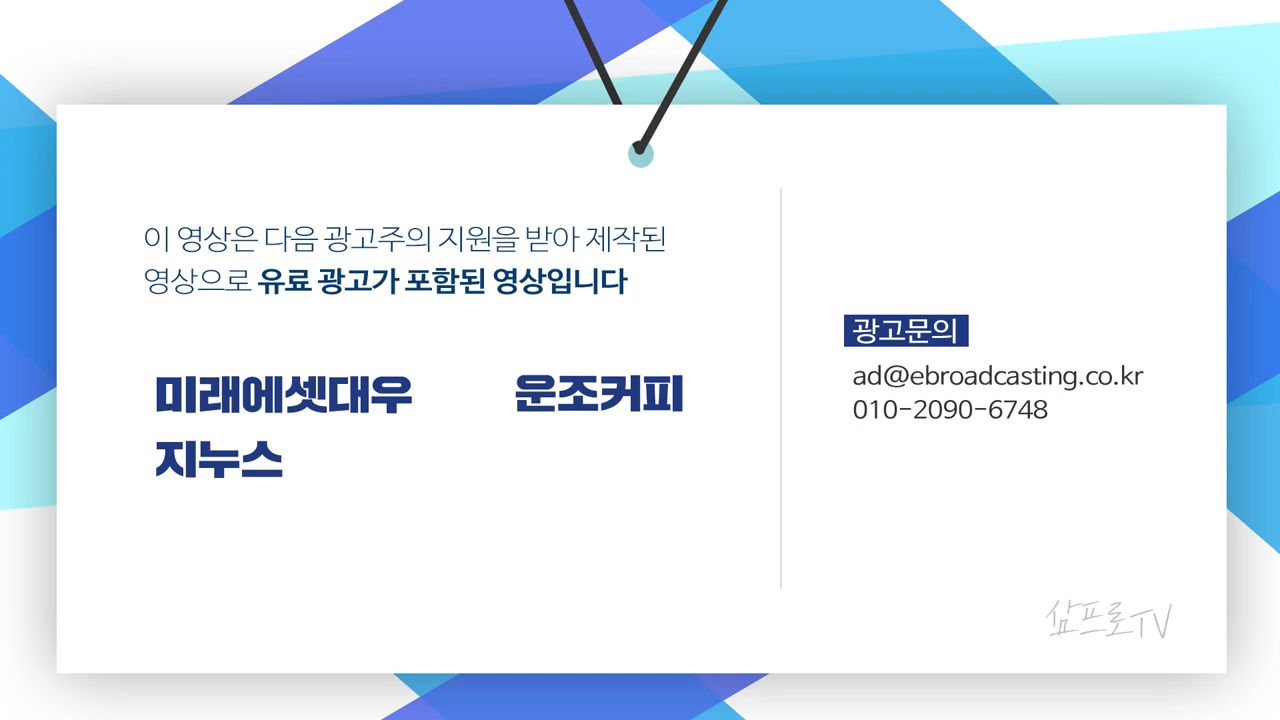 이 영상은 다음 광고주의 지원을 받아 제작된
영상으로 유료 광고가 포함된 영상입니다
미래에셋대우 운조커피
지누스
광고문의
ad@ebroadcasting.co.kr
010-2090-6748
삼프로TV